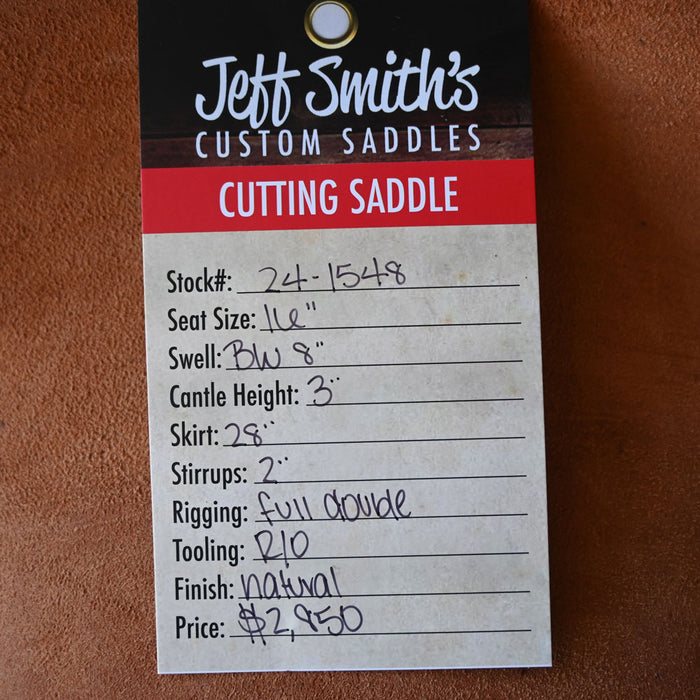 Jeff Smith's
CUSTOM SADDLES
CUTTING SADDLE
Stock#: 24-1548
Seat Size: 16"
Swell: BW 8"
Cantle Height: 3"
Skirt: 28"
Stirrups: 2"
Rigging: full double
Tooling: R/O
Finish: natural
Price: $2,850